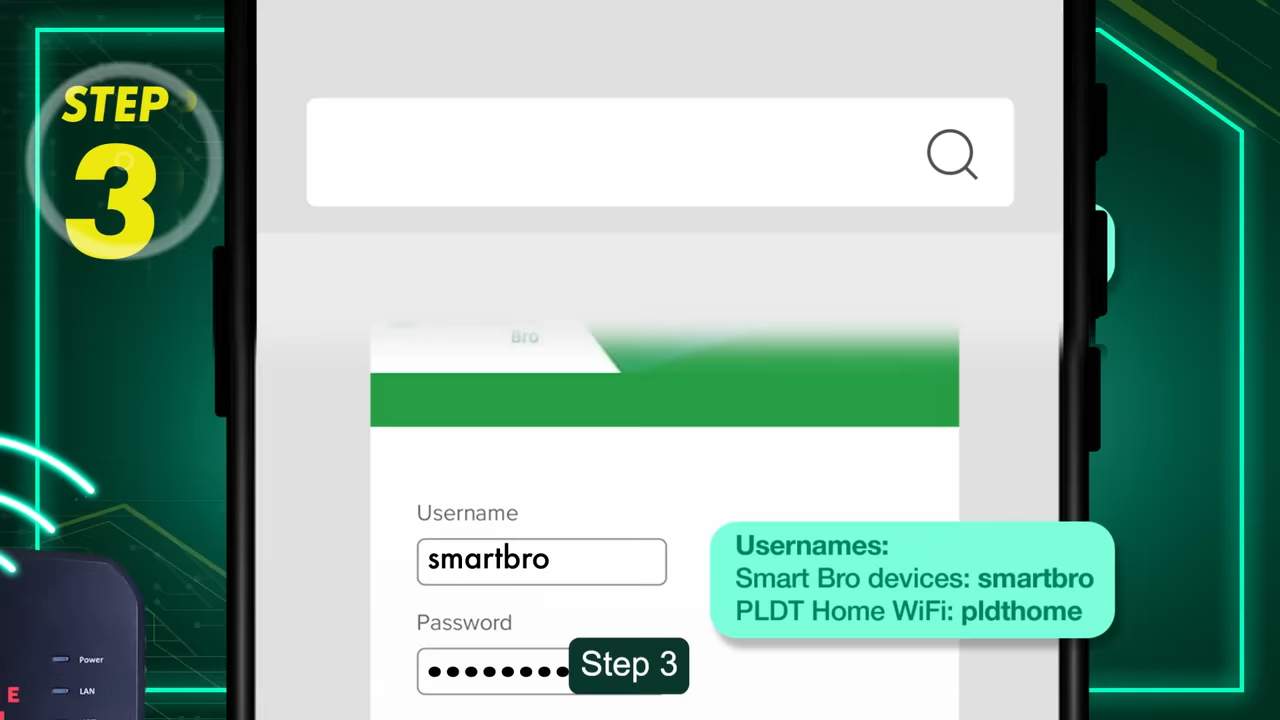 STEP
3
Bro
Username
smartbro
Password
Step 3
Usernames:
Smart Bro devices: smartbro
PLDT Home WiFi: pldthome
Power
LAN
E